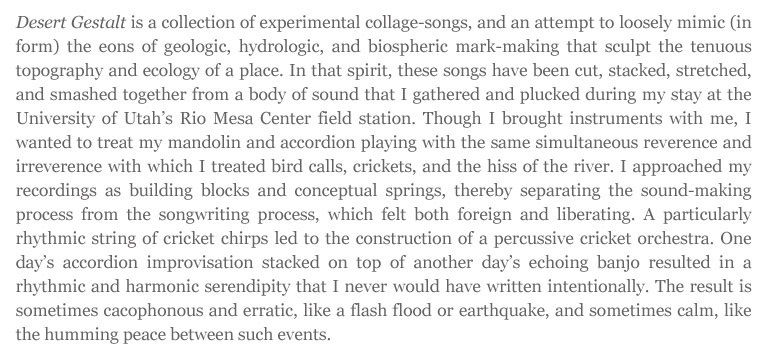 Desert Gestalt is a collection of experimental collage-songs, and an attempt to loosely mimic (in
form) the eons of geologic, hydrologic, and biospheric mark-making that sculpt the tenuous
topography and ecology of a place. In that spirit, these songs have been cut, stacked, stretched,
and smashed together from a body of sound that I gathered and plucked during my stay at the
University of Utah’s Rio Mesa Center field station. Though I brought instruments with me, I
wanted to treat my mandolin and accordion playing with the same simultaneous reverence and
irreverence with which I treated bird calls, crickets, and the hiss of the river. I approached my
recordings as building blocks and conceptual springs, thereby separating the sound-making
process from the songwriting process, which felt both foreign and liberating. A particularly
rhythmic string of cricket chirps led to the construction of a percussive cricket orchestra. One
day’s accordion improvisation stacked on top of another day’s echoing banjo resulted in a
rhythmic and harmonic serendipity that I never would have written intentionally. The result is
sometimes cacophonous and erratic, like a flash flood or earthquake, and sometimes calm, like
the humming peace between such events.